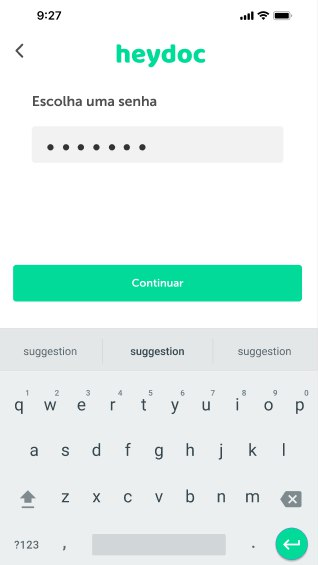 9:27
heydoc
Escolha uma senha
•••••••
Continuar
suggestion suggestion suggestion
1 2 3 4 5 6 7 8 9 0
q w e r t y u i o p
a s d f g h j k l
z x c v b n m
?123 , .